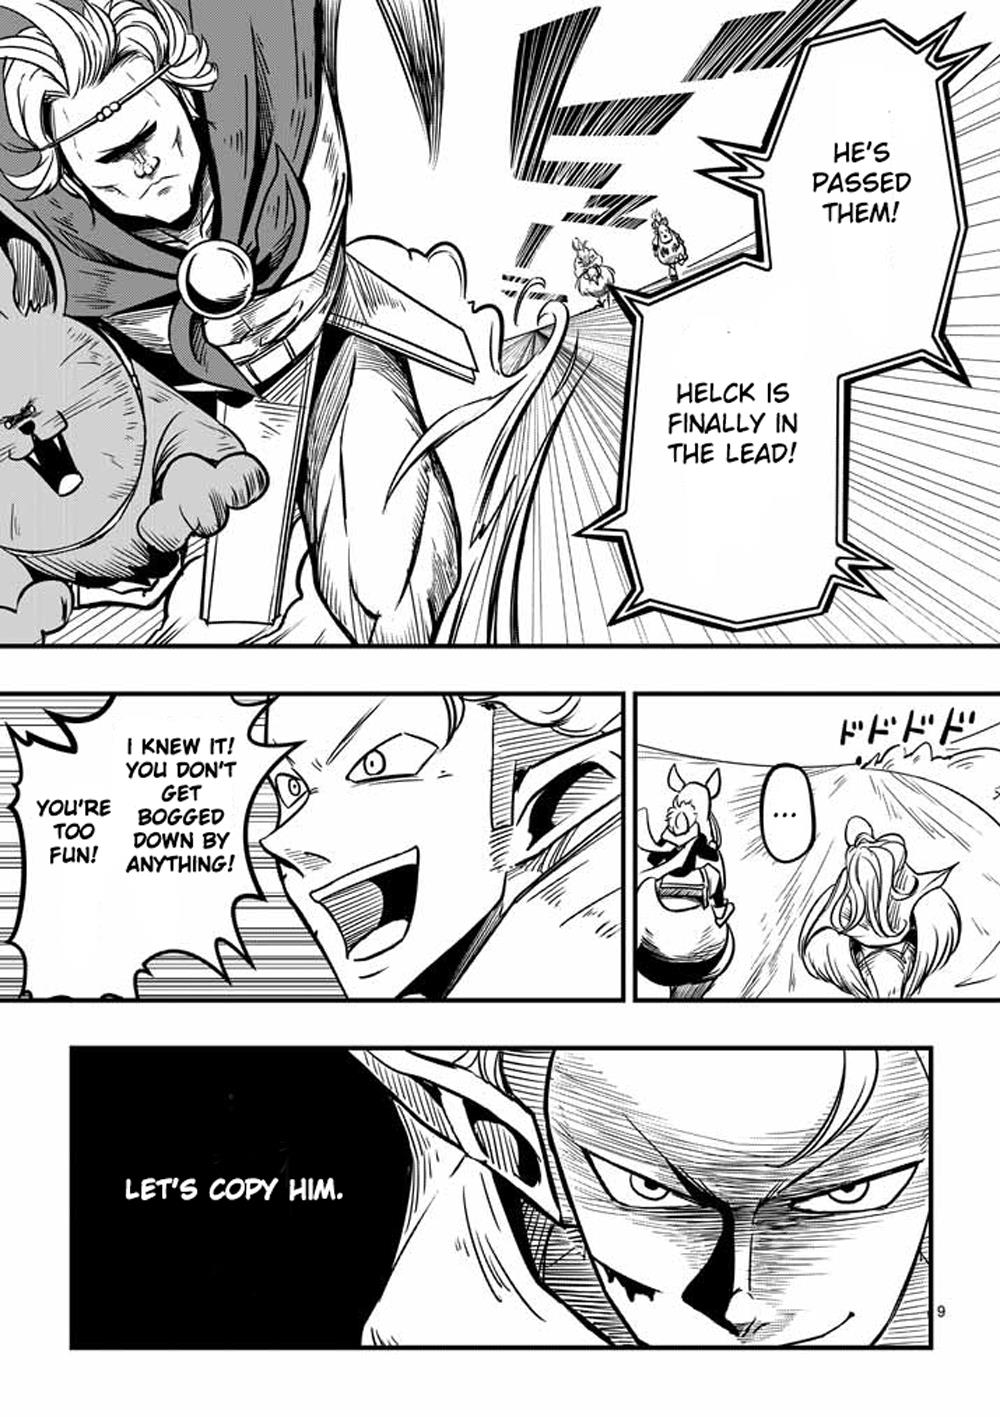 HE'S
PASSED
THEM!
HELCK IS
FINALLY IN
THE LEAD!
ドドドド
...
I KNEW IT!
YOU DON'T
GET
BOGGED
DOWN BY
ANYTHING!
YOU'RE
TOO
FUN!
LET'S COPY HIM.
9